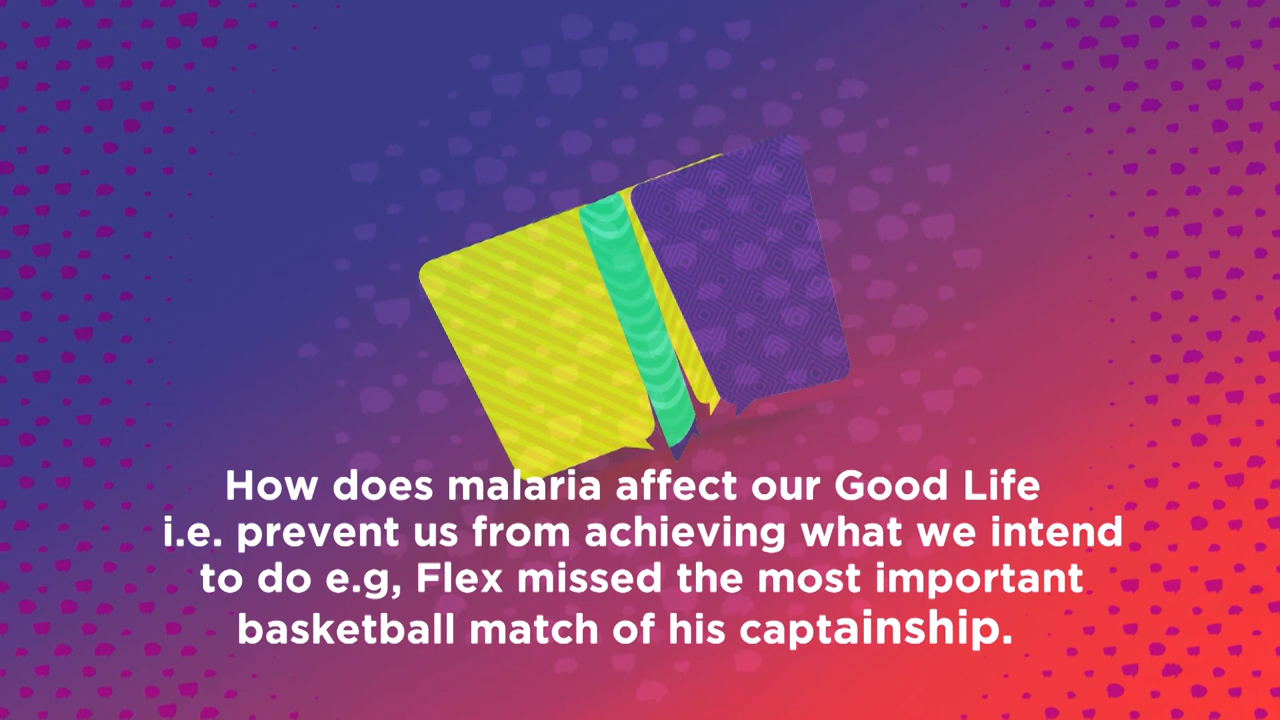 How does malaria affect our Good Life
i.e. prevent us from achieving what we intend
to do e.g, Flex missed the most important
basketball match of his captainship.